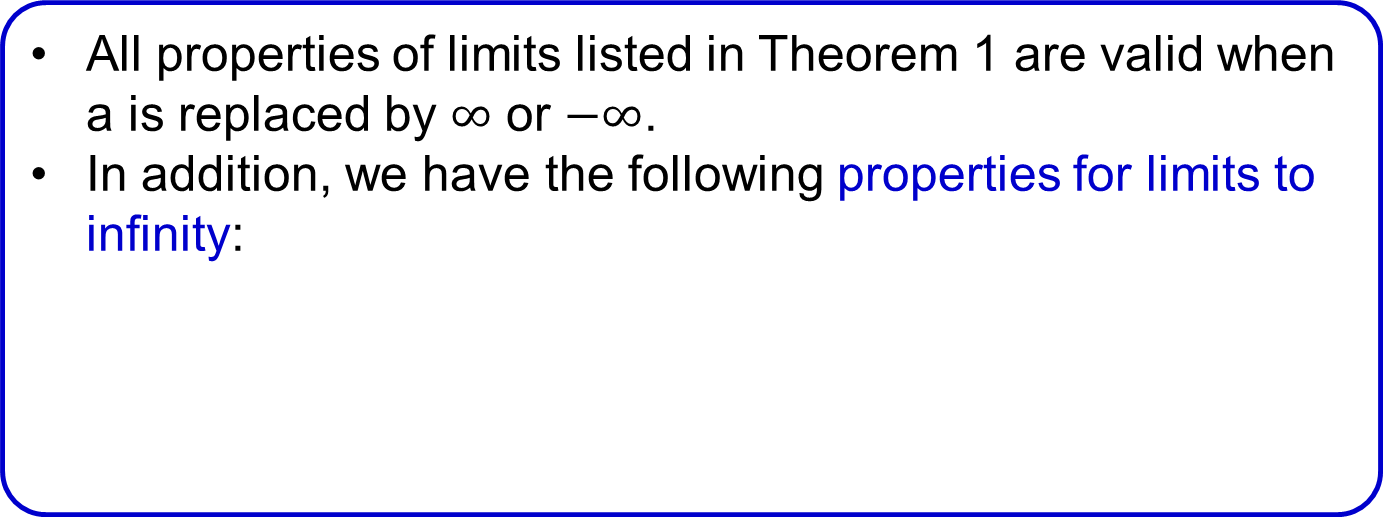 • All properties of limits listed in Theorem 1 are valid when
a is replaced by ∞ or −∞.
• In addition, we have the following properties for limits to
infinity: